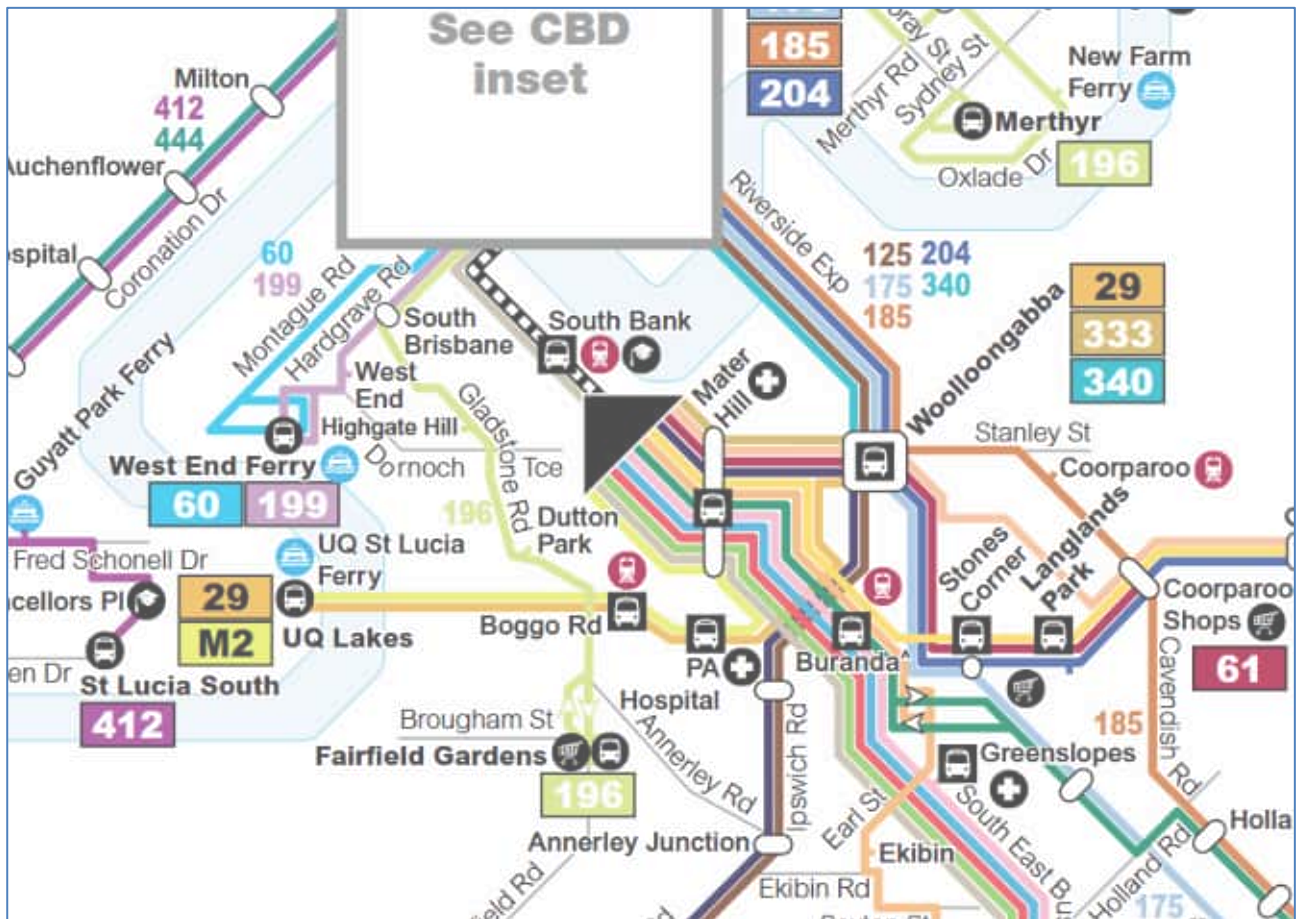 See CBD
inset
185
204
Merthyr Rd
Sydney St
New Farm
Ferry
Merthyr
Oxlade Dr
196
Milton
412
444
Auchenflower
Coronation Dr
60
199
Montague Rd
Hardgrave Rd
Riverside Exp
125 204
175 340
185
Woolloongabba
29
333
340
South
Brisbane
South Bank
Mater
Hill
West
End
Highgate Hill
Guyatt Park Ferry
West End Ferry
60
199
Dornoch Tce
Gladstone Rd
196
Stanley St
Coorparoo
Dutton
Park
Stones
Corner
Langlands
Park
Fred Schonell Dr
UQ St Lucia
Ferry
29
M2
UQ Lakes
Boggo Rd
PA
Hospital
Buranda^
Coorparoo
Shops
61
St Lucia South
412
Brougham St
Fairfield Gardens
196
Annerley Rd
Ipswich Rd
Annerley Junction
Earl St
Greenslopes
South East
Ekibin
Ekibin Rd
185
Cavendish Rd
Holland Rd
175